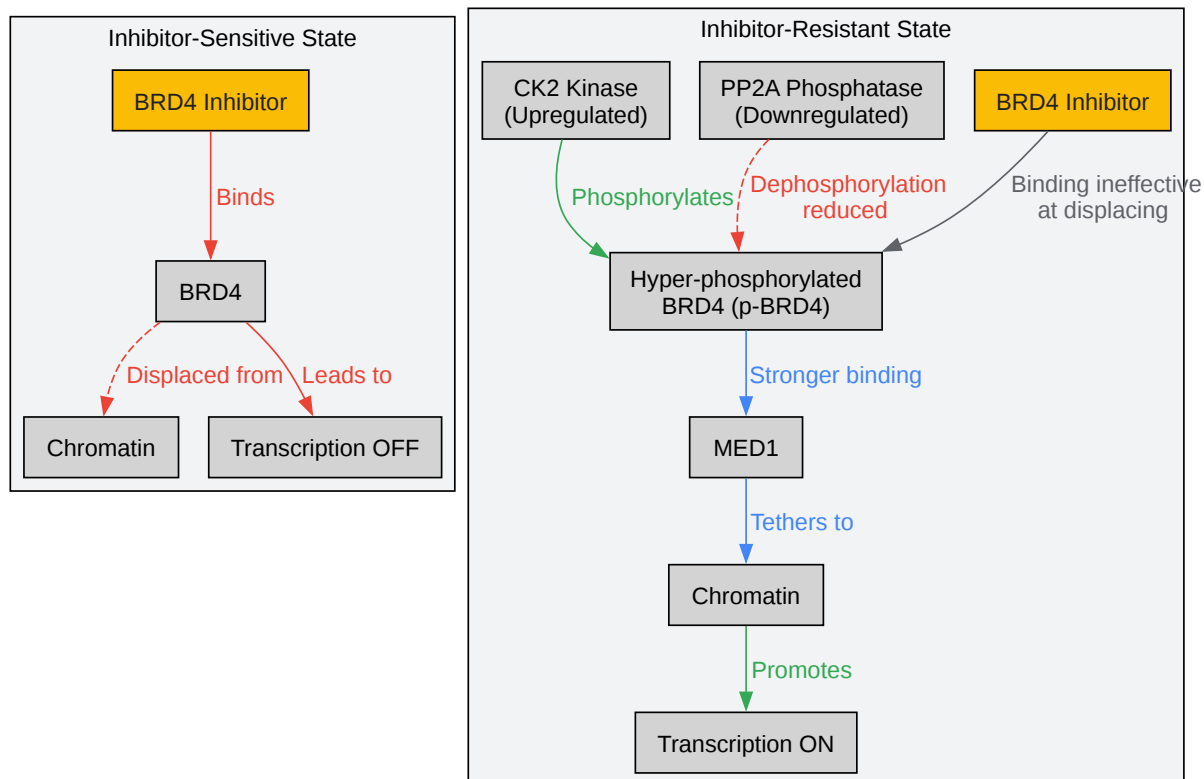 Inhibitor-Sensitive State
BRD4 Inhibitor
Binds
BRD4
Displaced from
Leads to
Chromatin
Transcription OFF
Inhibitor-Resistant State
CK2 Kinase
(Upregulated)
PP2A Phosphatase
(Downregulated)
BRD4 Inhibitor
Phosphorylates
Dephosphorylation
reduced
Binding ineffective
at displacing
Hyper-phosphorylated
BRD4 (p-BRD4)
Stronger binding
MED1
Tethers to
Chromatin
Promotes
Transcription ON